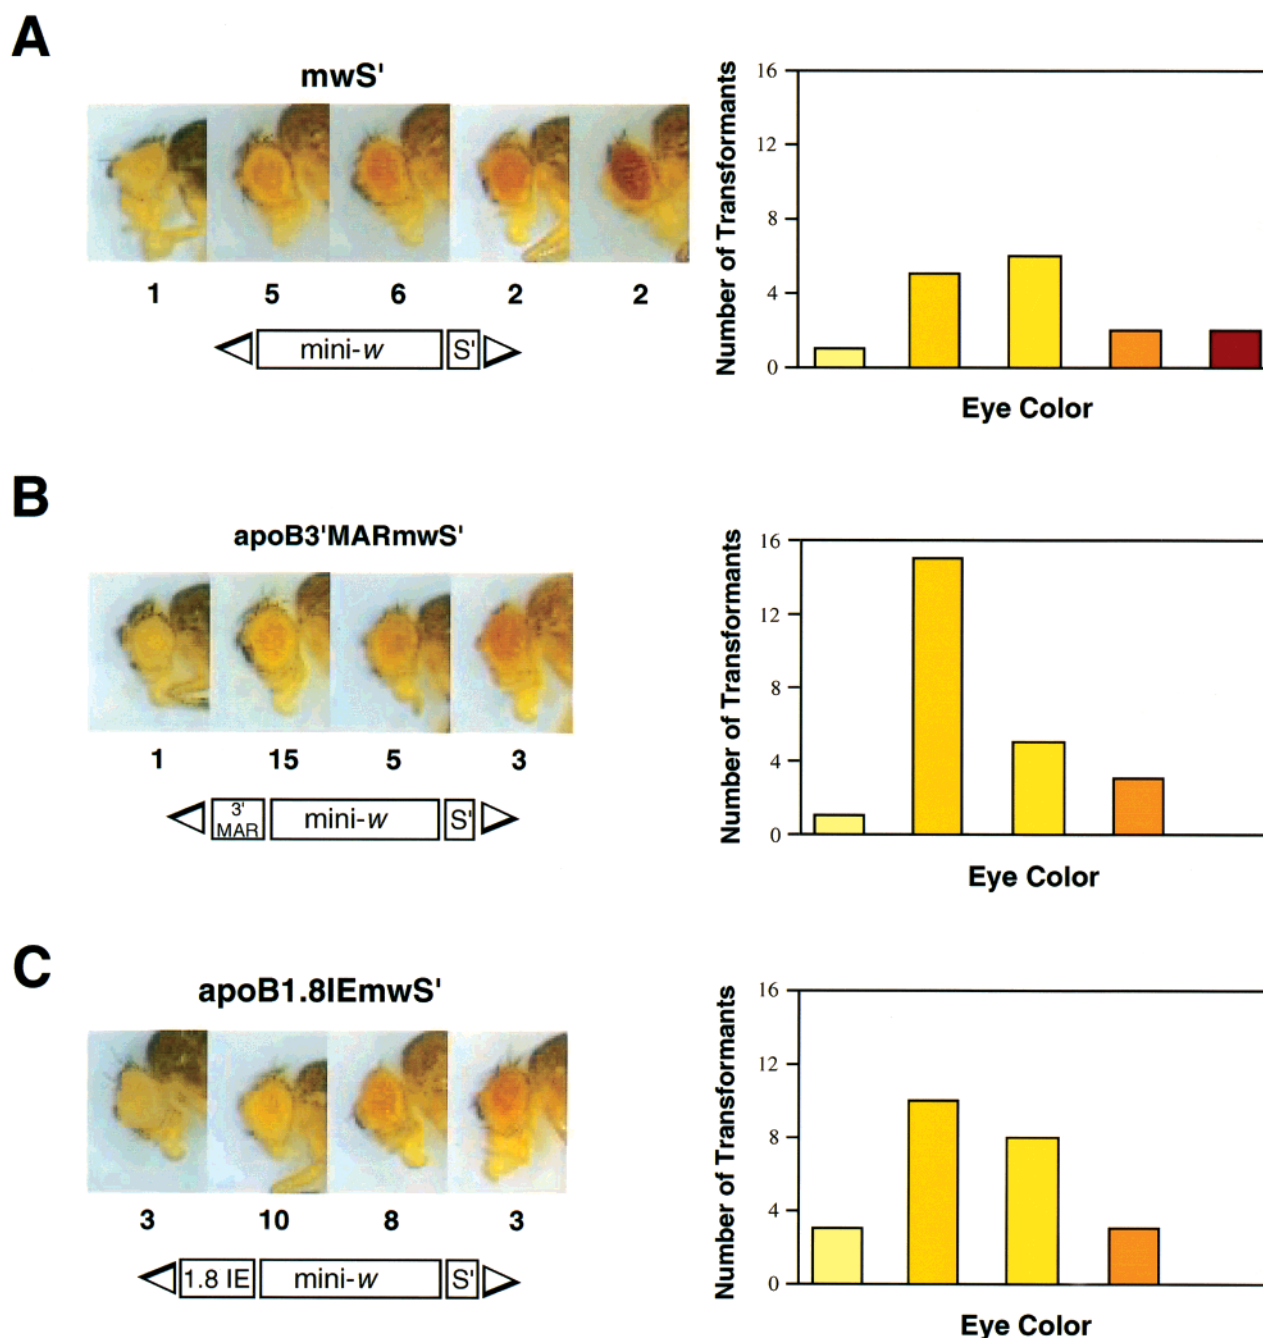 A
mwS'
1 5 6 2 2
mini-w S'
Number of Transformants
16
12
8
4
0
Eye Color
B
apoB3'MARmwS'
1 15 5 3
3' MAR mini-w S'
Number of Transformants
16
12
8
4
0
Eye Color
C
apoB1.8IEmwS'
3 10 8 3
1.8 IE mini-w S'
Number of Transformants
16
12
8
4
0
Eye Color